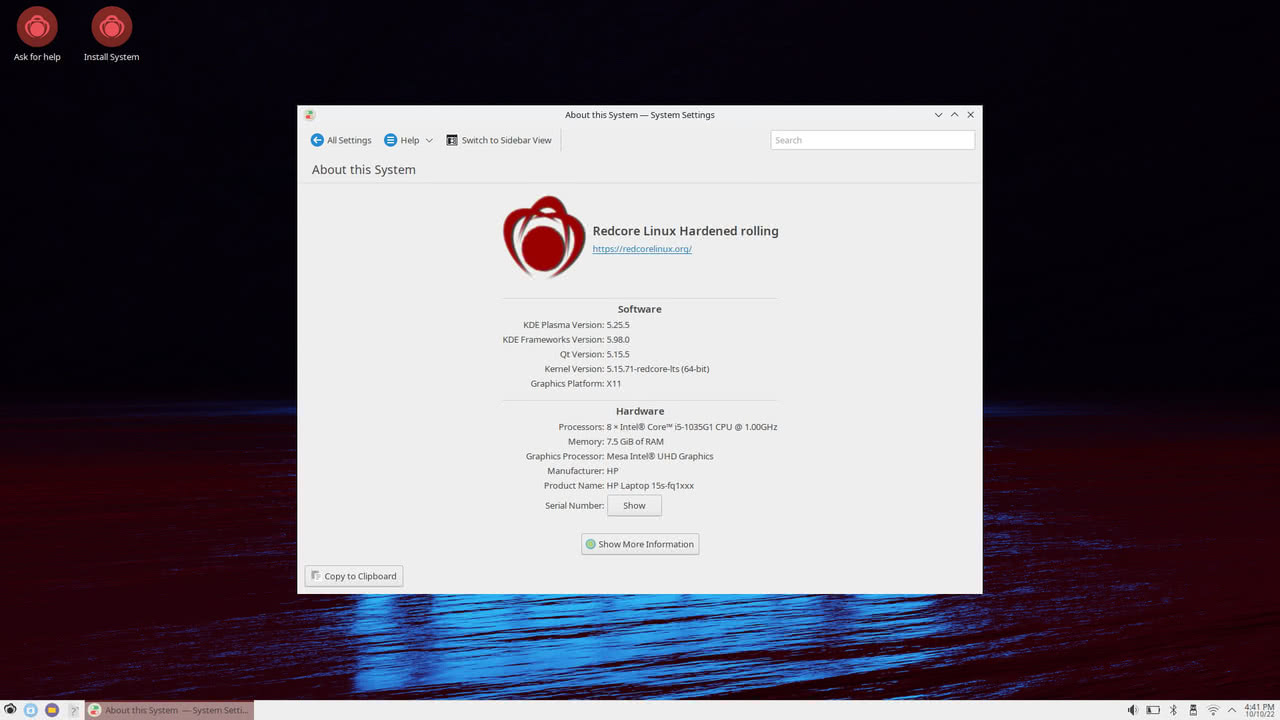 Ask for help
Install System
About this System — System Settings
All Settings
Help
Switch to Sidebar View
Search
About this System
Redcore Linux Hardened rolling
https://redcorelinux.org/
Software
KDE Plasma Version: 5.25.5
KDE Frameworks Version: 5.98.0
Qt Version: 5.15.5
Kernel Version: 5.15.71-redcore-lts (64-bit)
Graphics Platform: X11
Hardware
Processors: 8 × Intel® Core™ i5-1035G1 CPU @ 1.00GHz
Memory: 7.5 GiB of RAM
Graphics Processor: Mesa Intel® UHD Graphics
Manufacturer: HP
Product Name: HP Laptop 15s-fq1xxx
Serial Number: Show
Show More Information
Copy to Clipboard
About this System — System Setti...
4:41 PM
10/10/22